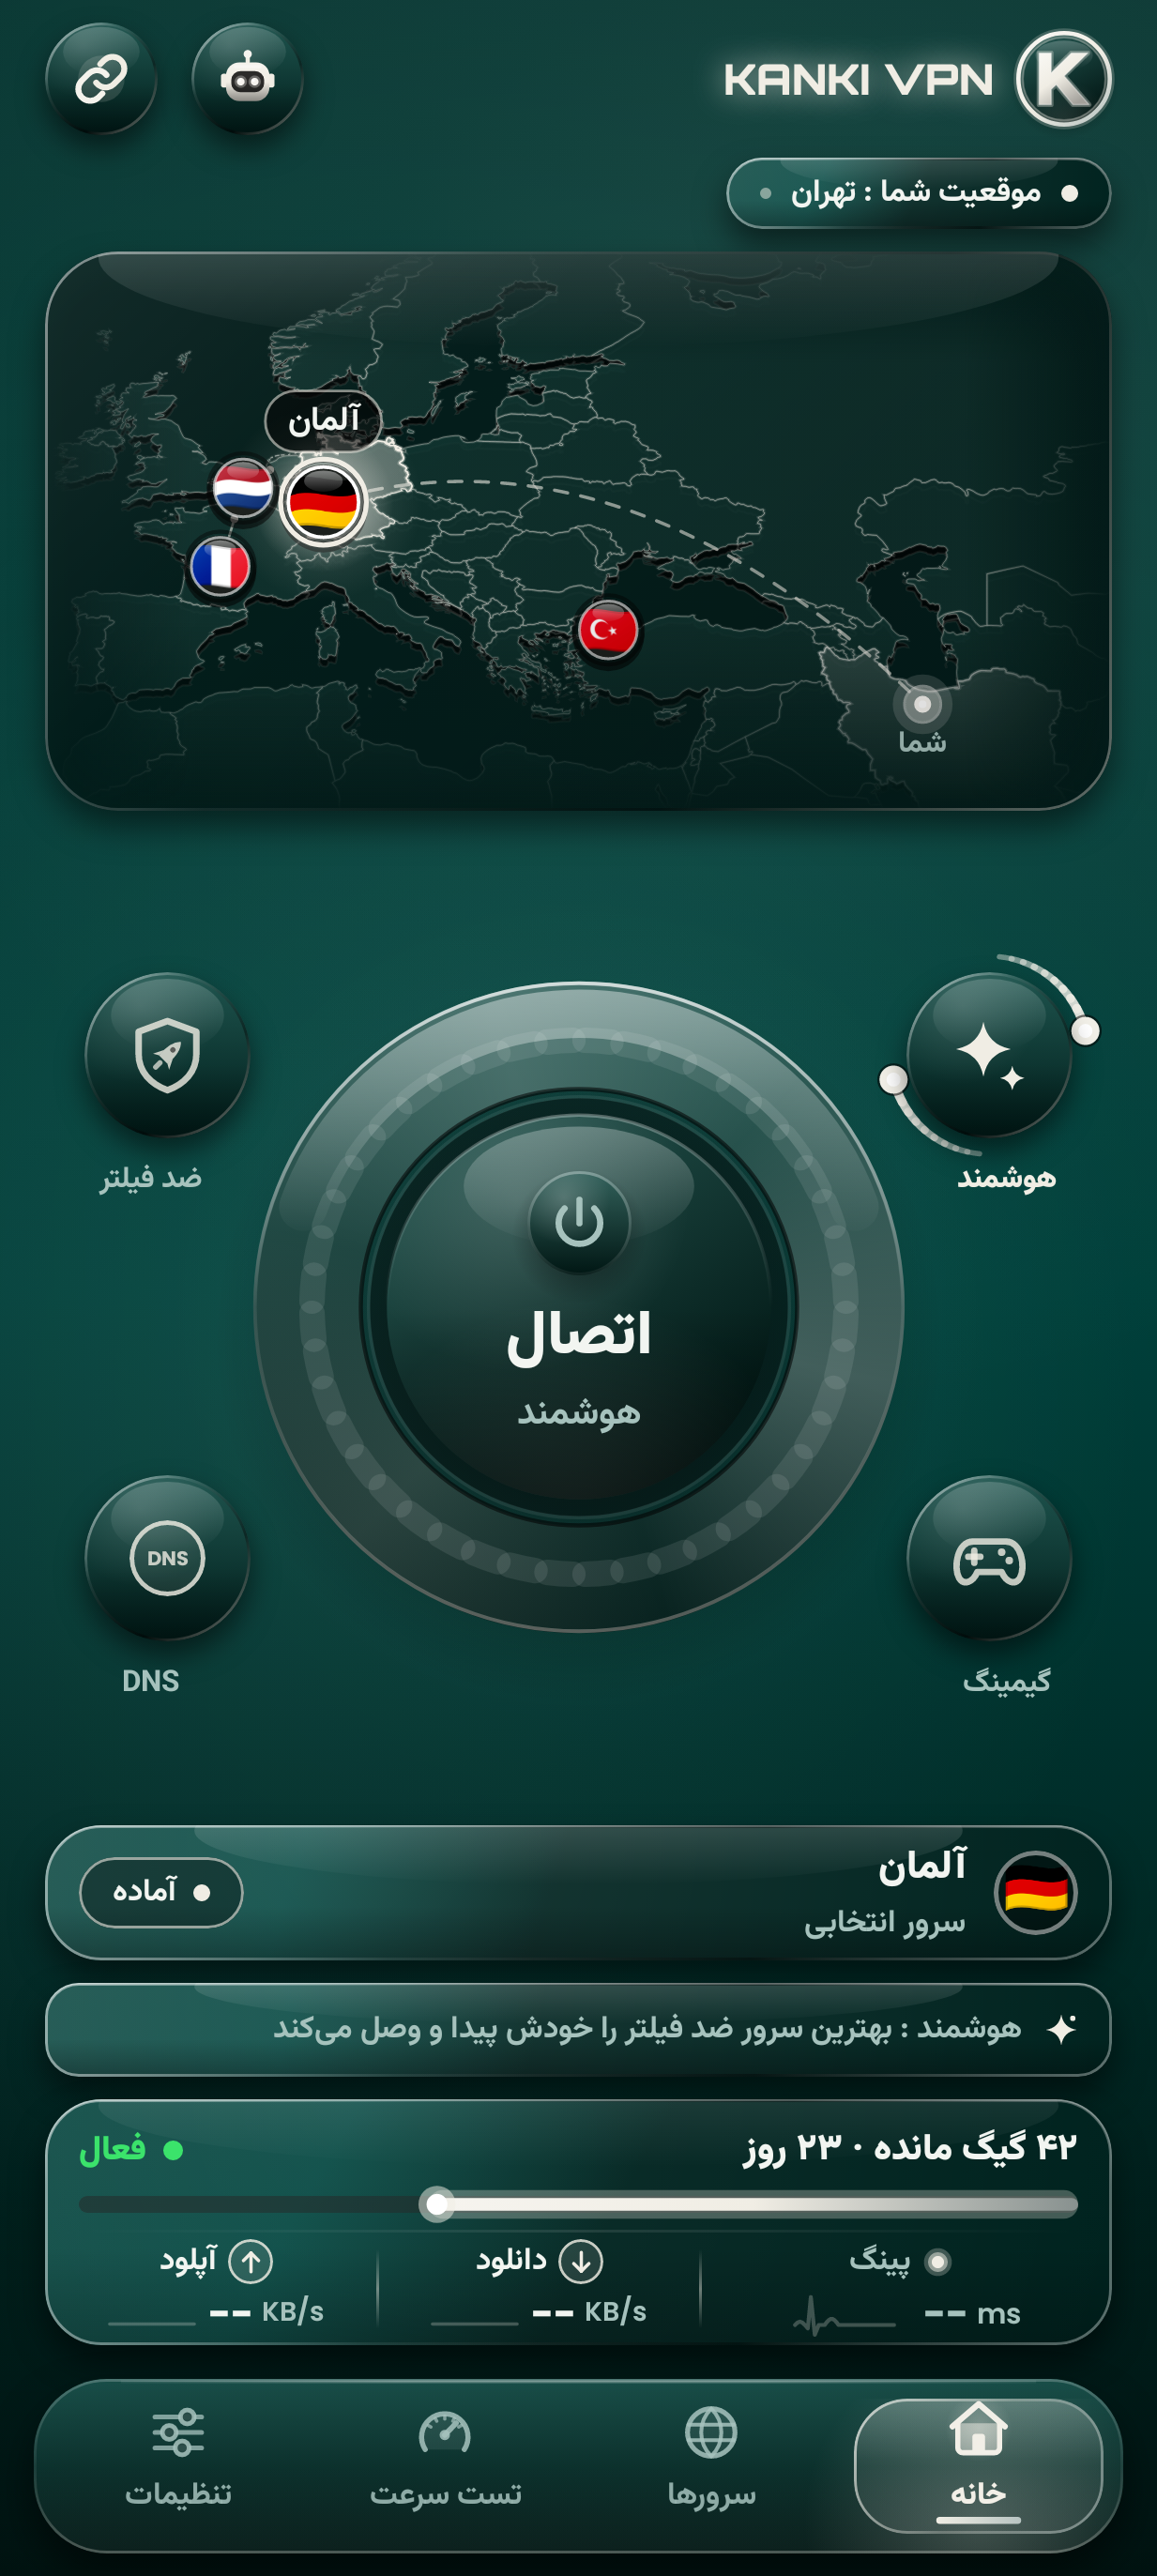 KANKI VPN
K
موقعیت شما : تهران
آلمان
شما
ضد فیلتر
هوشمند
اتصال
هوشمند
DNS
DNS
گیمینگ
آلمان
سرور انتخابی
آماده
هوشمند : بهترین سرور ضد فیلتر را خودش پیدا و وصل می‌کند
۴۲ گیگ مانده · ۲۳ روز
فعال
پینگ
دانلود
آپلود
-- ms
-- KB/s
-- KB/s
خانه
سرورها
تست سرعت
تنظیمات